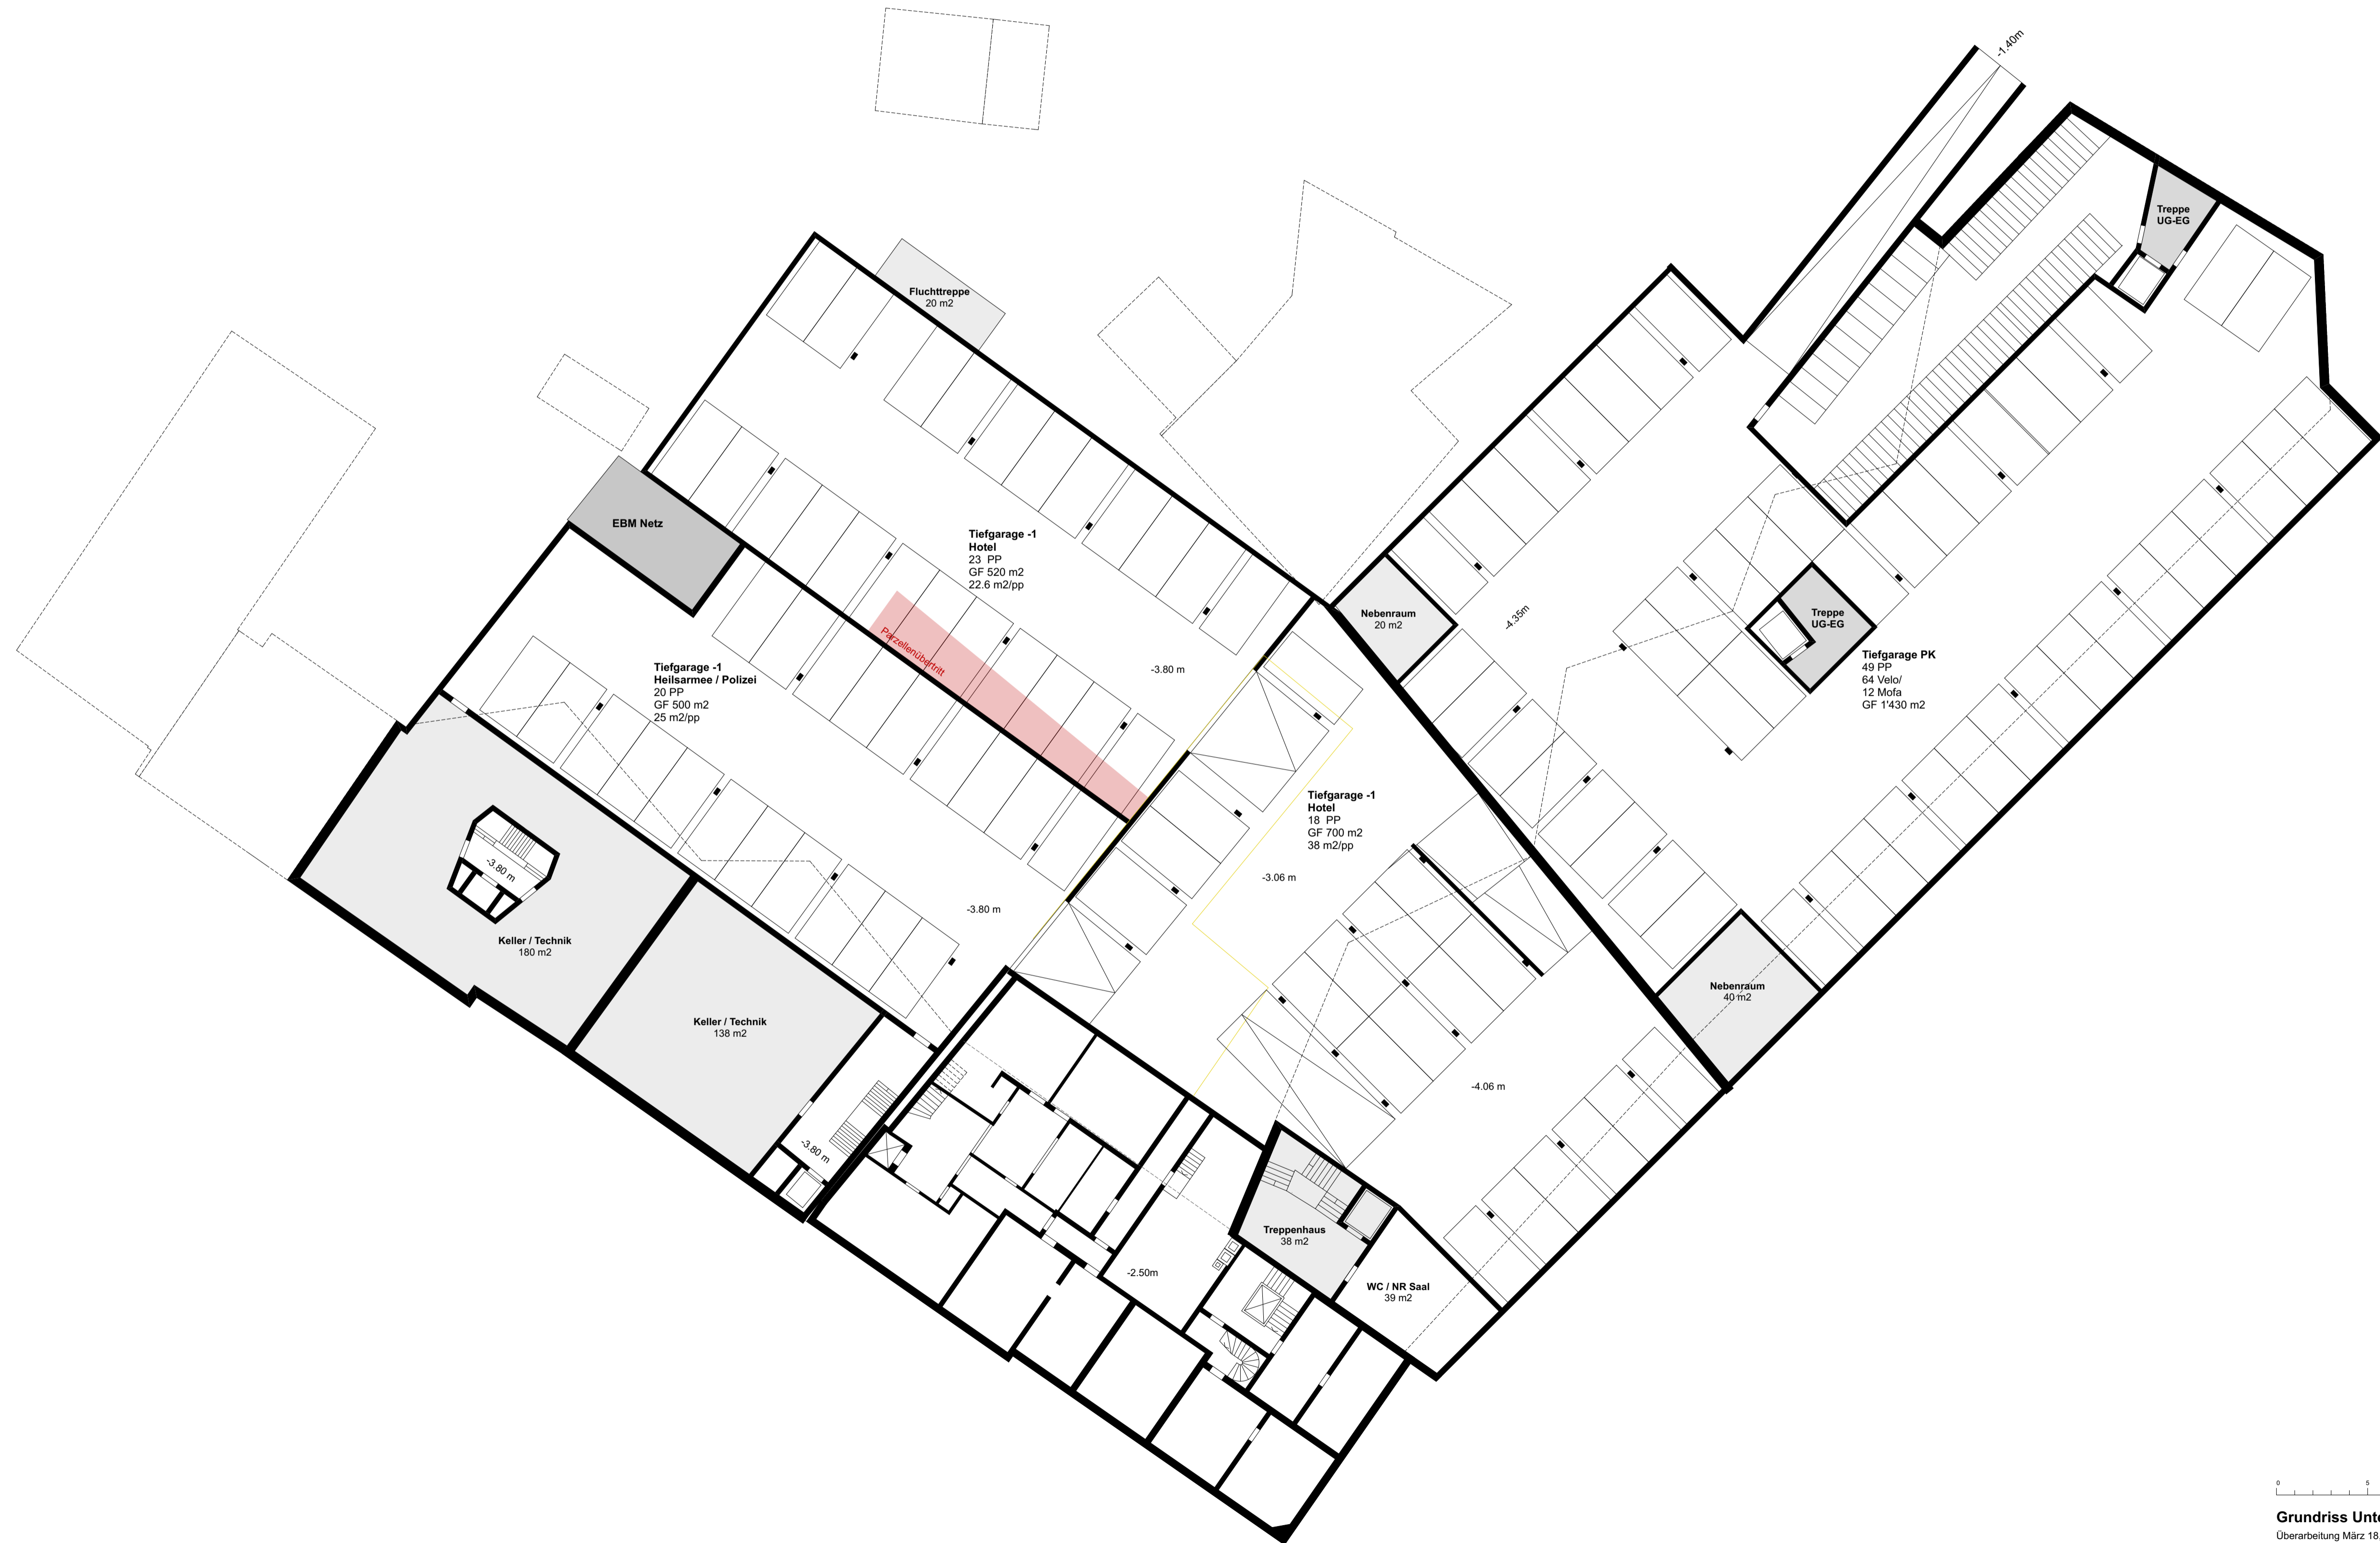 -1.40m
Treppe
UG-EG
Fluchttreppe
20 m2
EBM Netz
Tiefgarage -1
Hotel
23 PP
GF 520 m2
22.6 m2/pp
Parzellenübertritt
Nebenraum
20 m2
-4.35m
Treppe
UG-EG
Tiefgarage PK
49 PP
64 Velo/
12 Mofa
GF 1'430 m2
-3.80 m
Tiefgarage -1
Heilsarmee / Polizei
20 PP
GF 500 m2
25 m2/pp
Tiefgarage -1
Hotel
18 PP
GF 700 m2
38 m2/pp
-3.80 m
-3.06 m
-3.80 m
Keller / Technik
180 m2
Nebenraum
40 m2
Keller / Technik
138 m2
-4.06 m
-3.80 m
Treppenhaus
38 m2
-2.50m
WC / NR Saal
39 m2
0 5
Grundriss Unt
Überarbeitung März 18